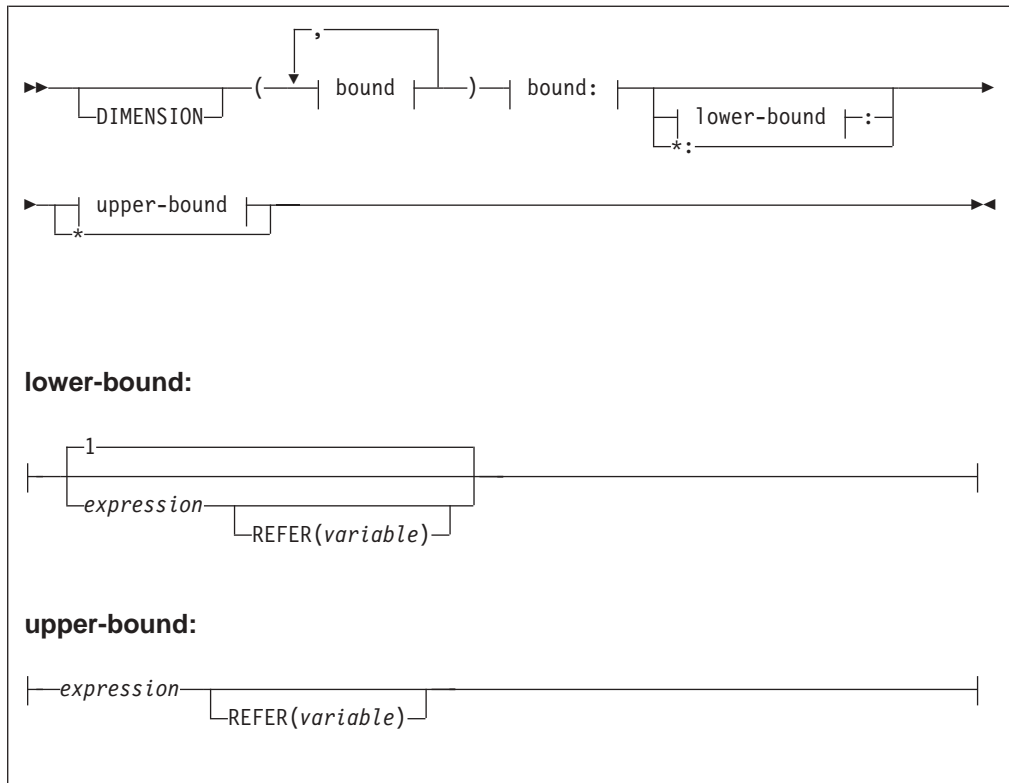 ,
( bound ) bound:
DIMENSION lower-bound :
*:
upper-bound
*
lower-bound:
1
expression
REFER(variable)
upper-bound:
expression
REFER(variable)